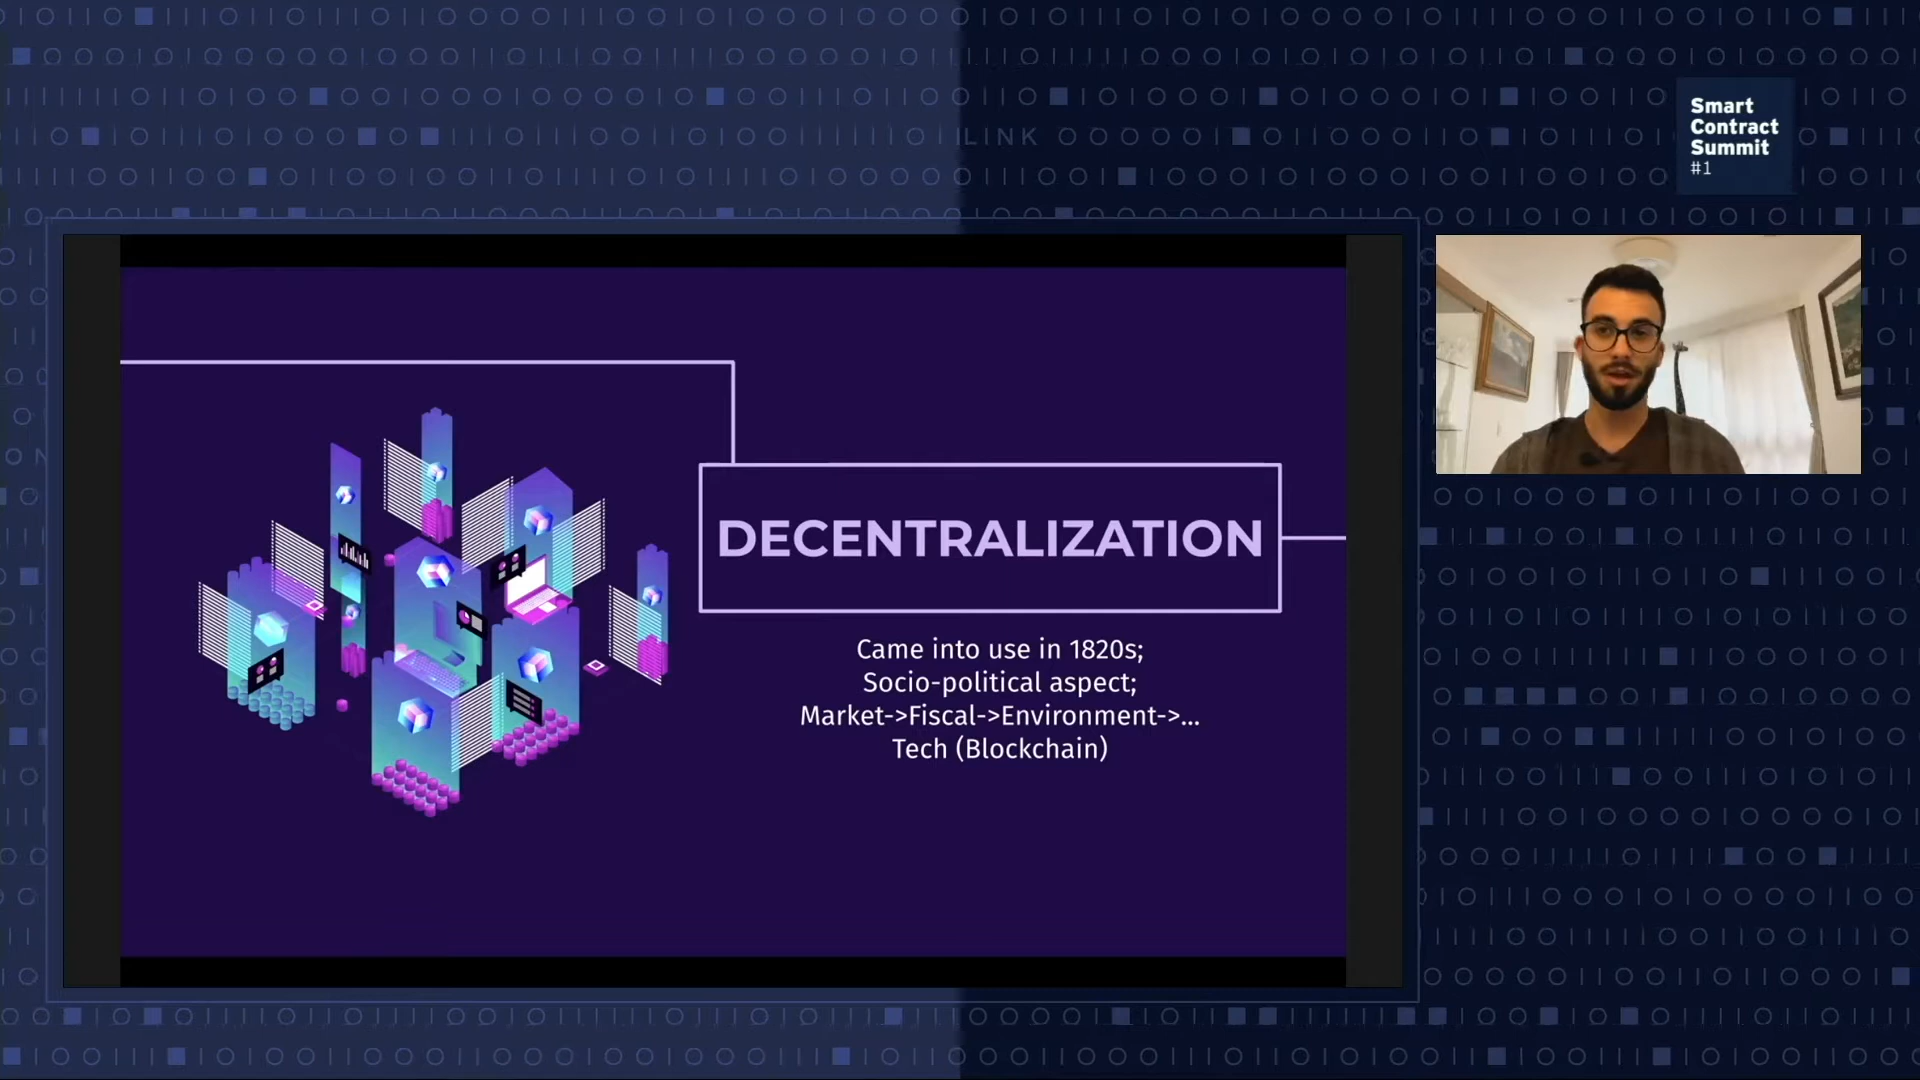 Smart
Contract
Summit
#1
LINK
DECENTRALIZATION
Came into use in 1820s;
Socio-political aspect;
Market->Fiscal->Environment->...
Tech (Blockchain)